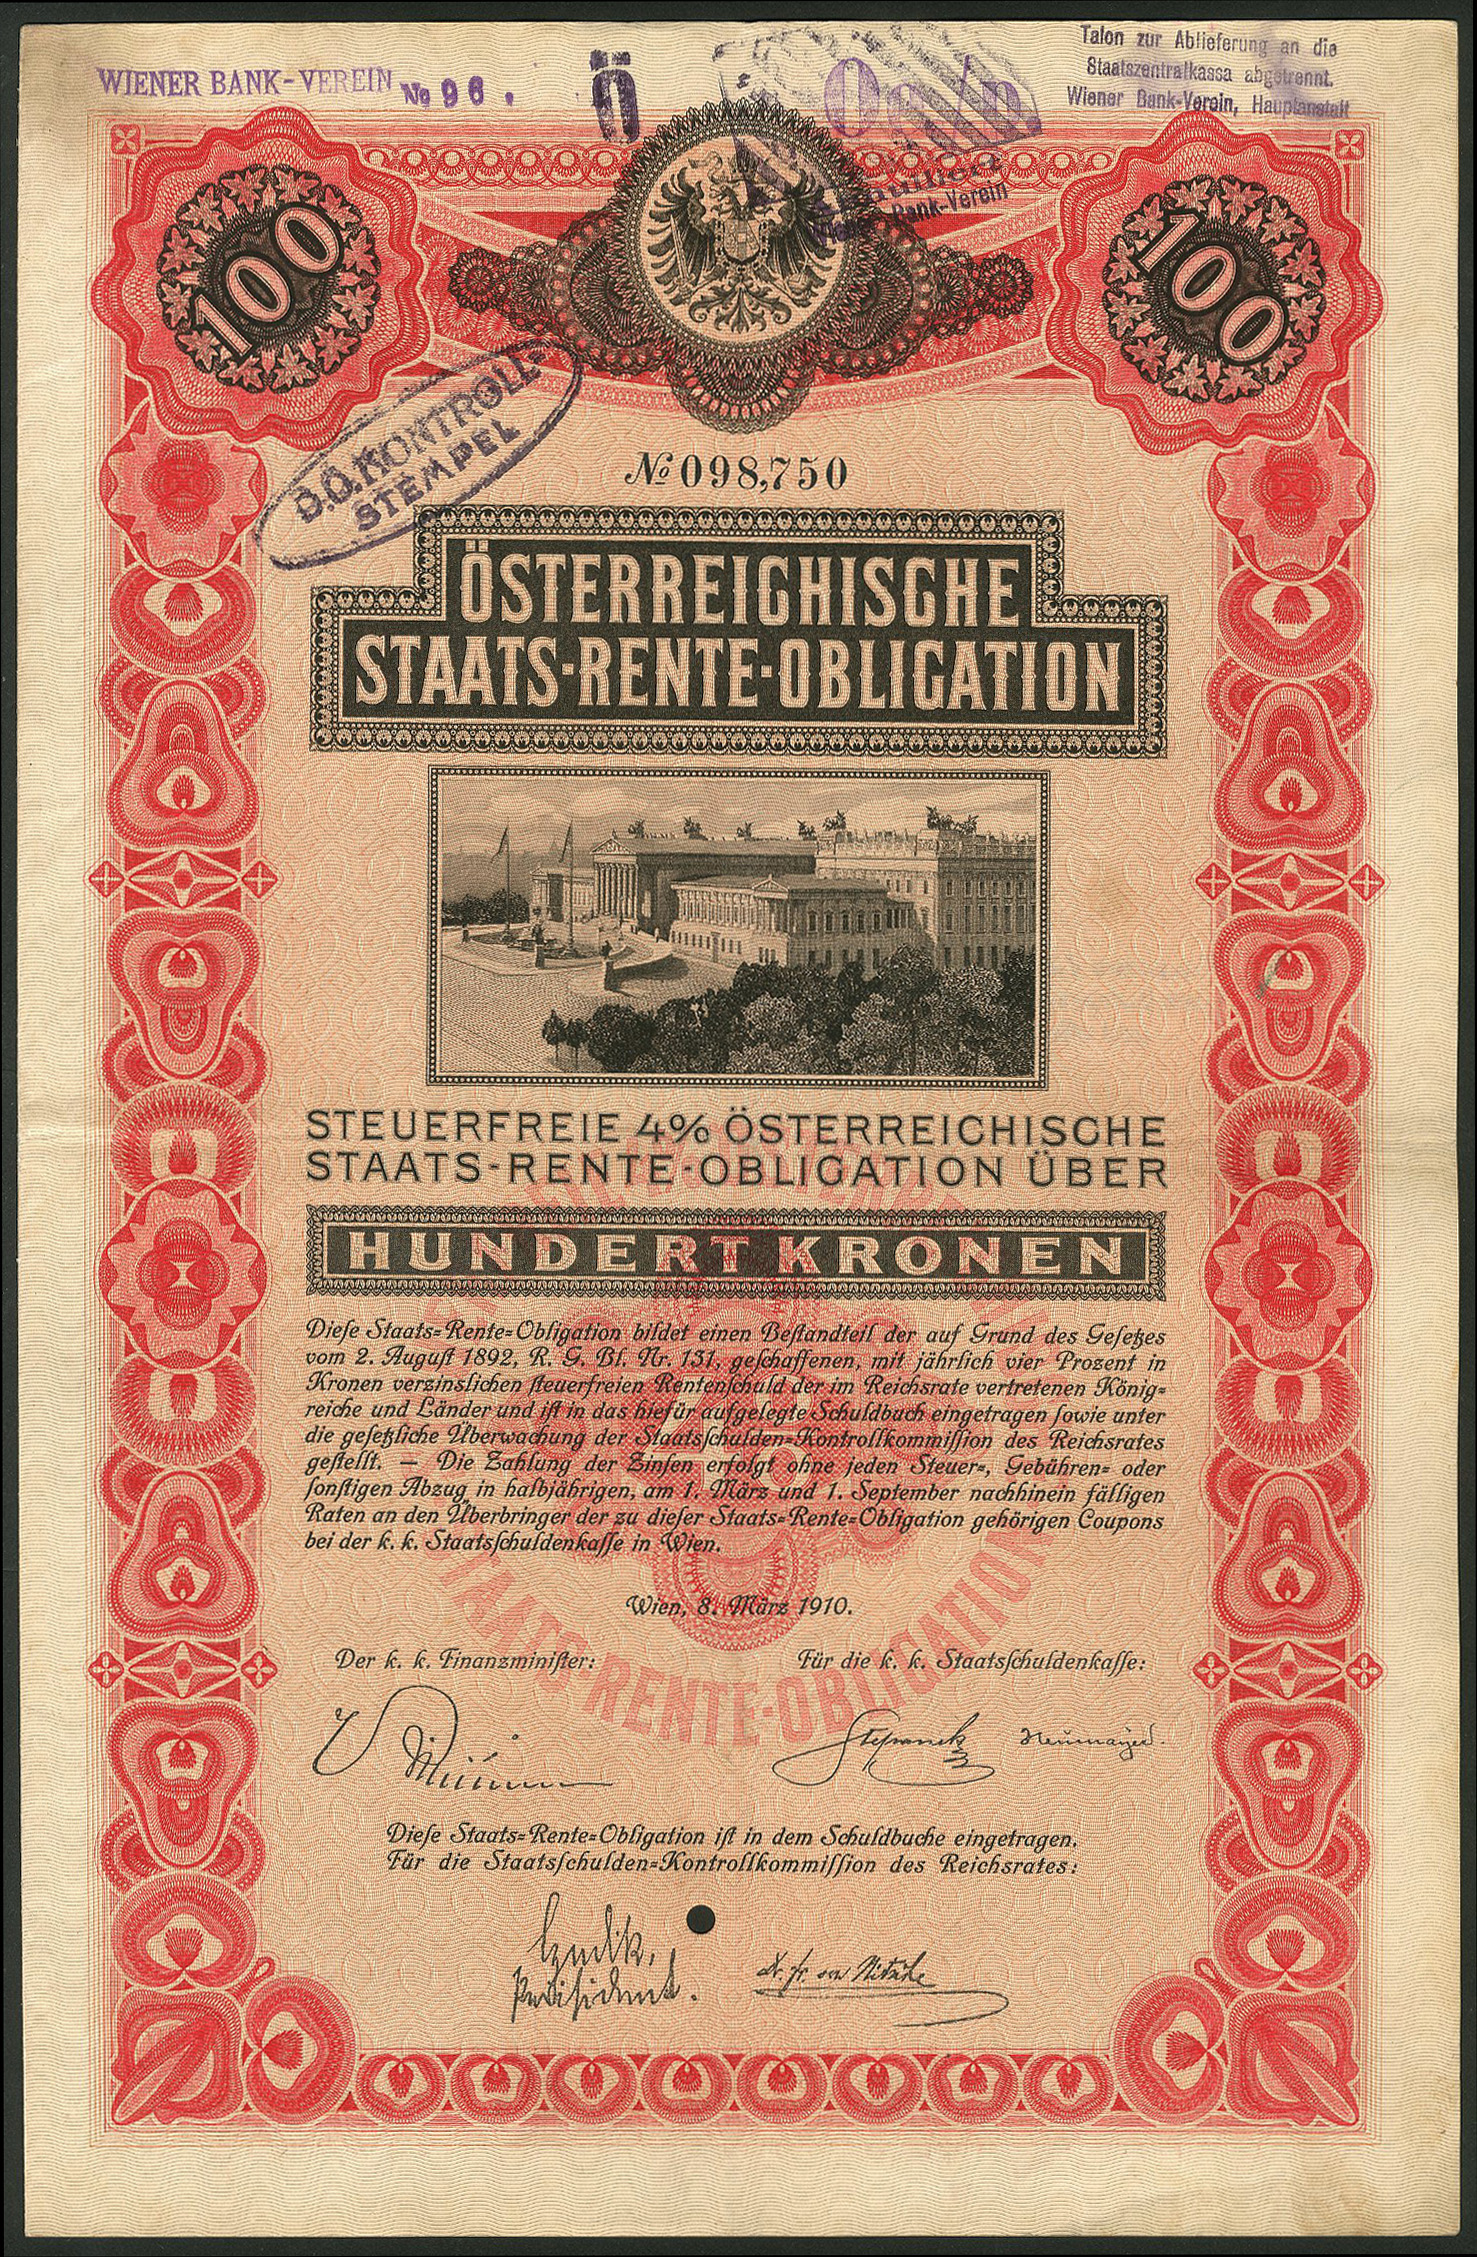 WIENER BANK-VEREIN № 96.
Ö
Talon zur Ablieferung an die
Staatszentralkassa abgetrennt.
Wiener Bank-Verein, Hauptanstalt
Bank-Verein
100
100
D.Ö. KONTROLL-
STEMPEL
№ 098,750
ÖSTERREICHISCHE
STAATS-RENTE-OBLIGATION
STEUERFREIE 4% ÖSTERREICHISCHE
STAATS-RENTE-OBLIGATION ÜBER
HUNDERT KRONEN
Dieſe Staats=Rente=Obligation bildet einen Beſtandteil der auf Grund des Geſetzes
vom 2. Auguſt 1892, R. G. Bl. Nr. 131, geſchaffenen, mit jährlich vier Prozent in
Kronen verzinslichen ſteuerfreien Rentenſchuld der im Reichsrate vertretenen König=
reiche und Länder und iſt in das hiefür aufgelegte Schuldbuch eingetragen ſowie unter
die geſetzliche Überwachung der Staatsſchulden=Kontrollkommiſſion des Reichsrates
geſtellt. — Die Zahlung der Zinſen erfolgt ohne jeden Steuer=, Gebühren= oder
ſonſtigen Abzug in halbjährigen, am 1. März und 1. September nachhinein fälligen
Raten an den Überbringer der zu dieſer Staats=Rente=Obligation gehörigen Coupons
bei der k. k. Staatsſchuldenkaſſe in Wien.
Wien, 8. März 1910.
STAATS RENTE-OBLIGATION
Der k. k. Finanzminiſter:
Für die k. k. Staatsſchuldenkaſſe:
Dieſe Staats=Rente=Obligation iſt in dem Schuldbuche eingetragen.
Für die Staatsſchulden=Kontrollkommiſſion des Reichsrates:
Präsident.